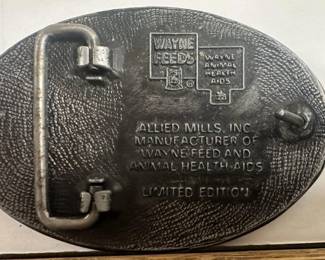 WAYNE
FEEDS
®
WAYNE
ANIMAL
HEALTH
AIDS
ALLIED MILLS, INC.
MANUFACTURER OF
WAYNE FEED AND
ANIMAL HEALTH AIDS
LIMITED EDITION